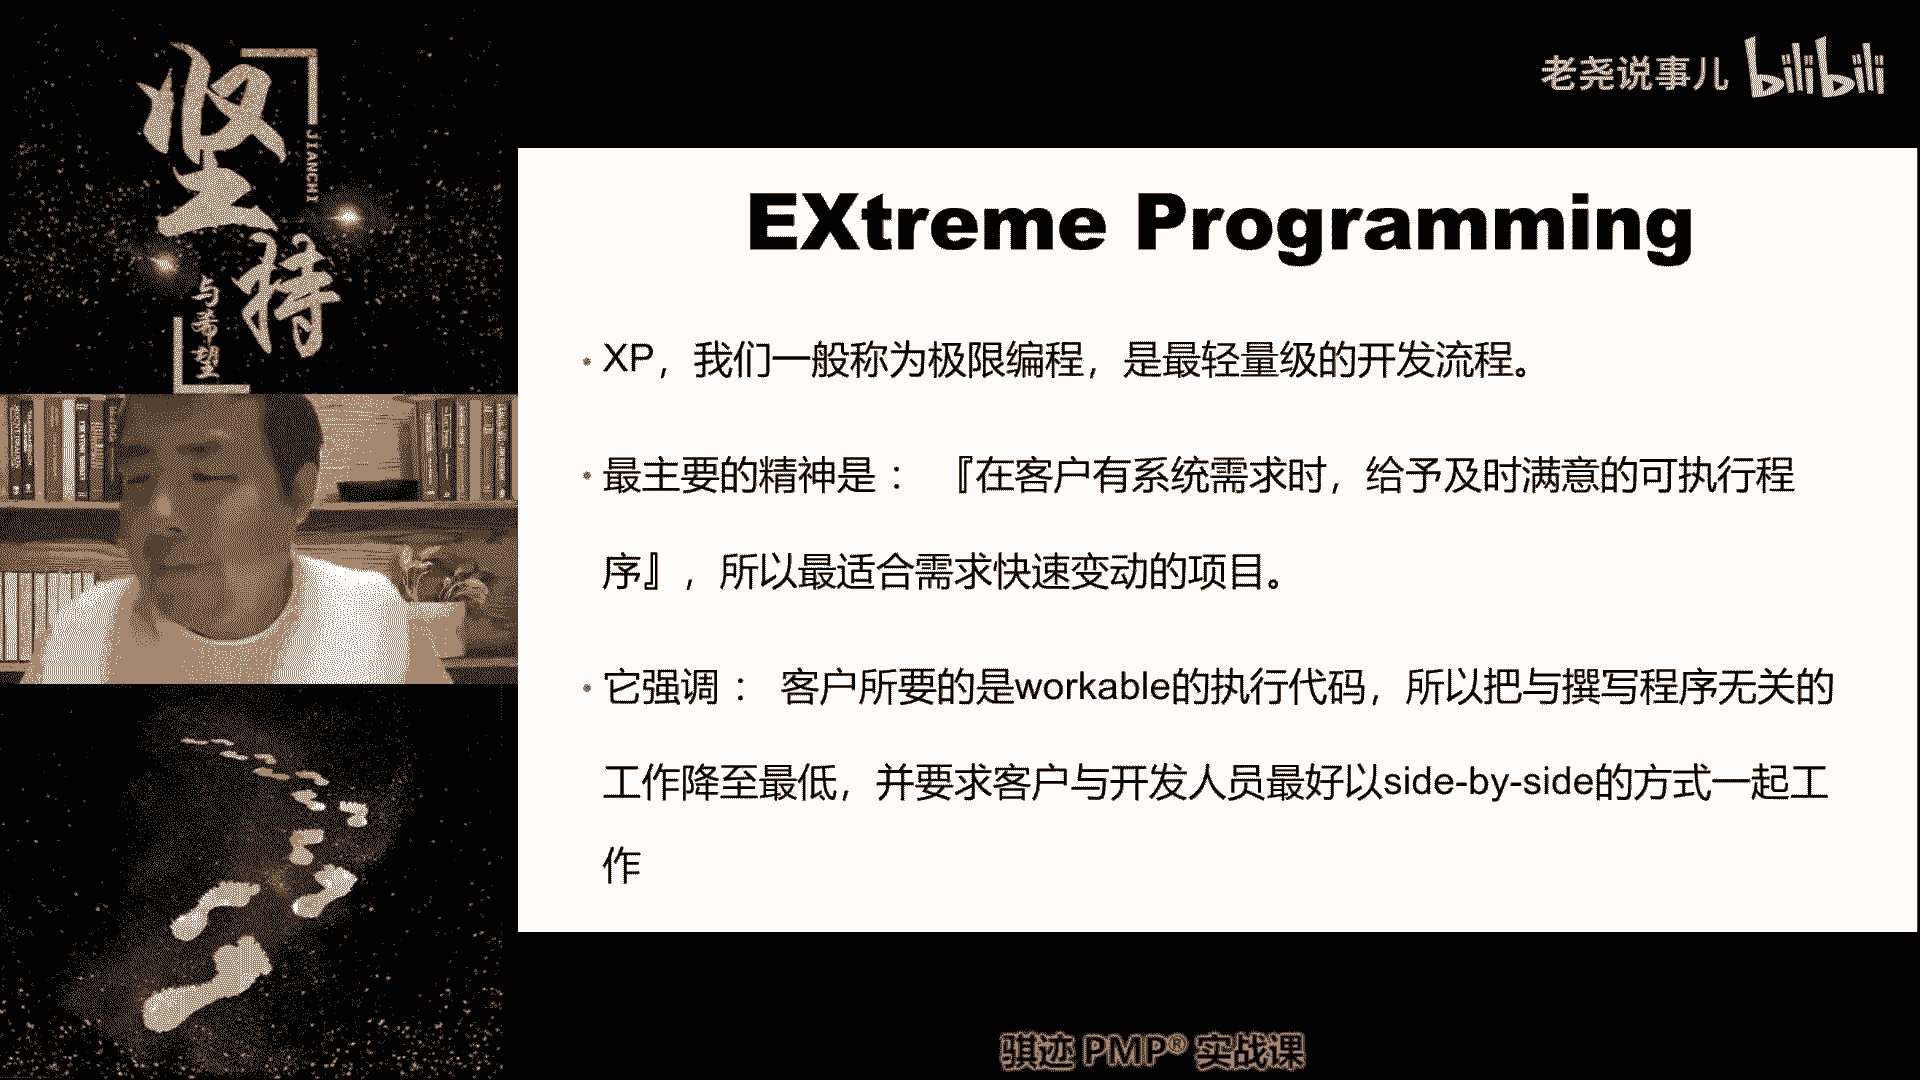 坚持
JIANCHI
与希望
老尧说事儿 bilibili
EXtreme Programming
XP，我们一般称为极限编程，是最轻量级的开发流程。
最主要的精神是： 『在客户有系统需求时，给予及时满意的可执行程
序』，所以最适合需求快速变动的项目。
它强调： 客户所要的是workable的执行代码，所以把与撰写程序无关的
工作降至最低，并要求客户与开发人员最好以side-by-side的方式一起工
作
骐迹 PMP® 实战课